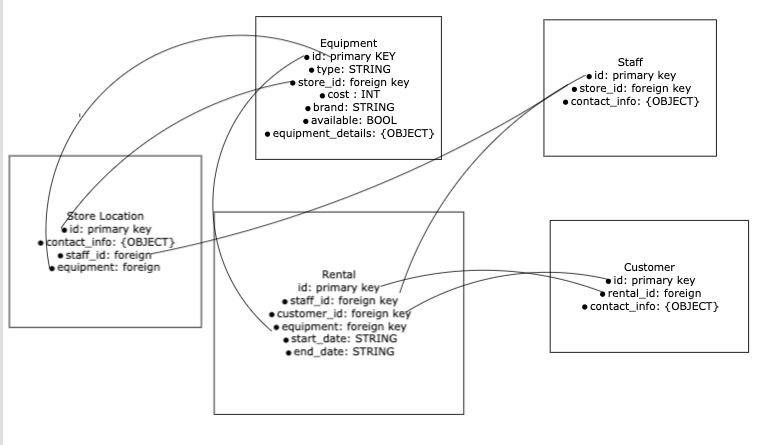 Equipment
● id: primary KEY
● type: STRING
● store_id: foreign key
● cost : INT
● brand: STRING
● available: BOOL
● equipment_details: {OBJECT}
Staff
● id: primary key
● store_id: foreign key
● contact_info: {OBJECT}
Store Location
● id: primary key
● contact_info: {OBJECT}
● staff_id: foreign
● equipment: foreign
Rental
id: primary key
● staff_id: foreign key
● customer_id: foreign key
● equipment: foreign key
● start_date: STRING
● end_date: STRING
Customer
● id: primary key
● rental_id: foreign
● contact_info: {OBJECT}